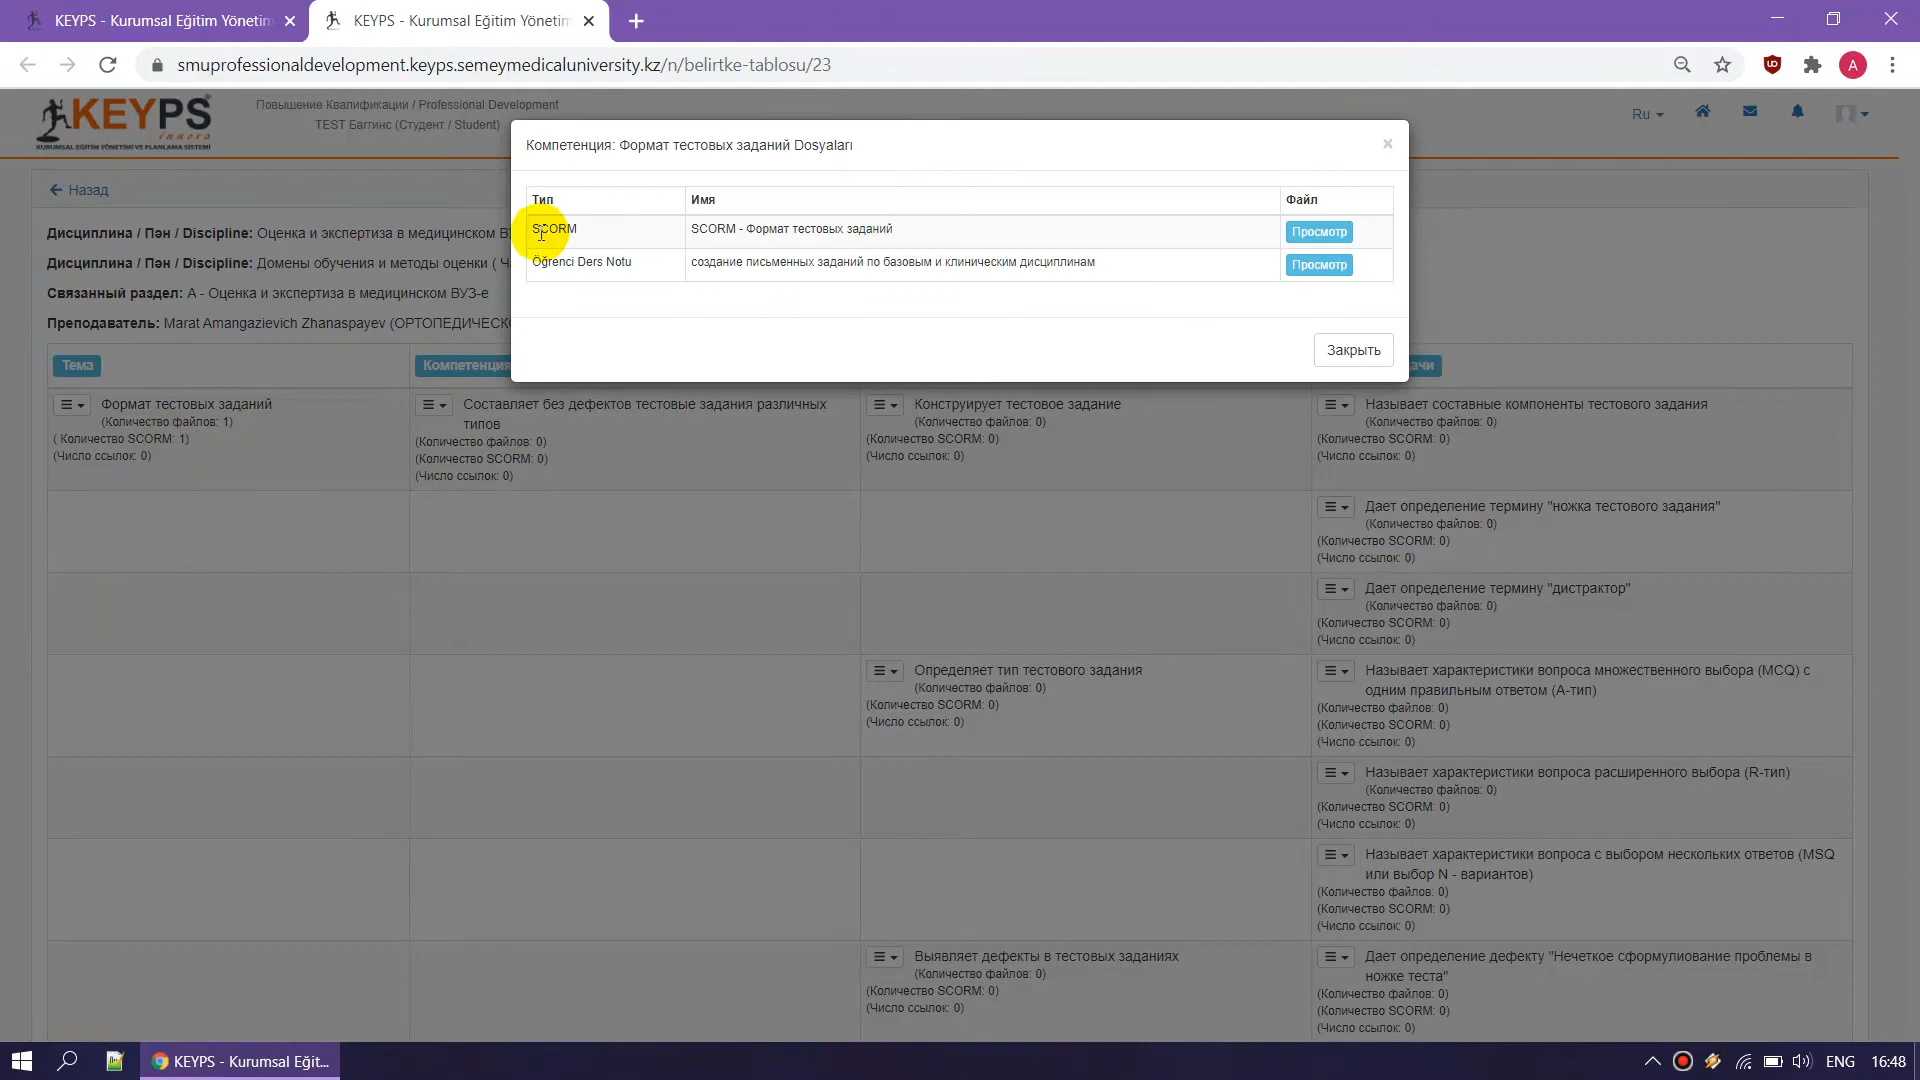 KEYPS - Kurumsal Eğitim Yönetim
KEYPS - Kurumsal Eğitim Yönetim
smuprofessionaldevelopment.keyps.semeymedicaluniversity.kz/n/belirtke-tablosu/23
A
KEYPS
innova
KURUMSAL EĞİTİM YÖNETİMİ VE PLANLAMA SİSTEMİ
Повышение Квалификации / Professional Development
TEST Баггинс (Студент / Student)
Ru
Компетенция: Формат тестовых заданий Dosyaları
×
Тип Имя Файл
SCORM SCORM - Формат тестовых заданий Просмотр
Öğrenci Ders Notu создание письменных заданий по базовым и клиническим дисциплинам Просмотр
Закрыть
Назад
Дисциплина / Пән / Discipline: Оценка и экспертиза в медицинском В
Дисциплина / Пән / Discipline: Домены обучения и методы оценки ( Ч
Связанный раздел: А - Оценка и экспертиза в медицинском ВУЗ-е
Преподаватель: Marat Amangazievich Zhanaspayev (ОРТОПЕДИЧЕСК
Тема Компетенция ачи
Формат тестовых заданий
(Количество файлов: 1)
( Количество SCORM: 1)
(Число ссылок: 0)
Составляет без дефектов тестовые задания различных
типов
(Количество файлов: 0)
(Количество SCORM: 0)
(Число ссылок: 0)
Конструирует тестовое задание
(Количество файлов: 0)
(Количество SCORM: 0)
(Число ссылок: 0)
Называет составные компоненты тестового задания
(Количество файлов: 0)
(Количество SCORM: 0)
(Число ссылок: 0)
Дает определение термину "ножка тестового задания"
(Количество файлов: 0)
(Количество SCORM: 0)
(Число ссылок: 0)
Дает определение термину "дистрактор"
(Количество файлов: 0)
(Количество SCORM: 0)
(Число ссылок: 0)
Определяет тип тестового задания
(Количество файлов: 0)
(Количество SCORM: 0)
(Число ссылок: 0)
Называет характеристики вопроса множественного выбора (MCQ) с
одним правильным ответом (А-тип)
(Количество файлов: 0)
(Количество SCORM: 0)
(Число ссылок: 0)
Называет характеристики вопроса расширенного выбора (R-тип)
(Количество файлов: 0)
(Количество SCORM: 0)
(Число ссылок: 0)
Называет характеристики вопроса с выбором нескольких ответов (MSQ
или выбор N - вариантов)
(Количество файлов: 0)
(Количество SCORM: 0)
(Число ссылок: 0)
Выявляет дефекты в тестовых заданиях
(Количество файлов: 0)
(Количество SCORM: 0)
(Число ссылок: 0)
Дает определение дефекту "Нечеткое сформулиование проблемы в
ножке теста"
(Количество файлов: 0)
(Количество SCORM: 0)
(Число ссылок: 0)
KEYPS - Kurumsal Eğit...
ENG
16:48